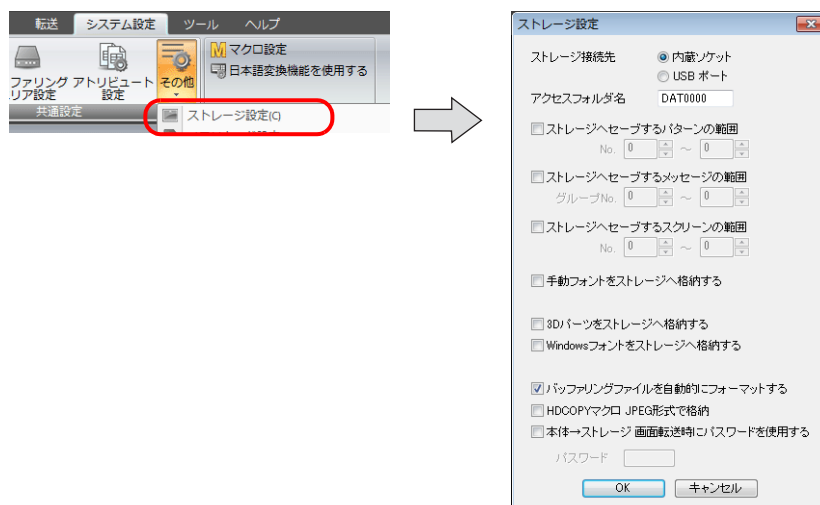 転送 システム設定 ツール ヘルプ
ファリング アトリビュート その他
リア設定 設定
マクロ設定
日本語変換機能を使用する
共通設定
ストレージ設定(C)
ストレージ設定
ストレージ接続先 内蔵ソケット
USB ポート
アクセスフォルダ名 DAT0000
ストレージへセーブするパターンの範囲
No. 0 ～ 0
ストレージへセーブするメッセージの範囲
グループNo. 0 ～ 0
ストレージへセーブするスクリーンの範囲
No. 0 ～ 0
手動フォントをストレージへ格納する
3Dパーツをストレージへ格納する
Windowsフォントをストレージへ格納する
バッファリングファイルを自動的にフォーマットする
HDCOPYマクロ JPEG形式で格納
本体→ストレージ 画面転送時にパスワードを使用する
パスワード
OK キャンセル